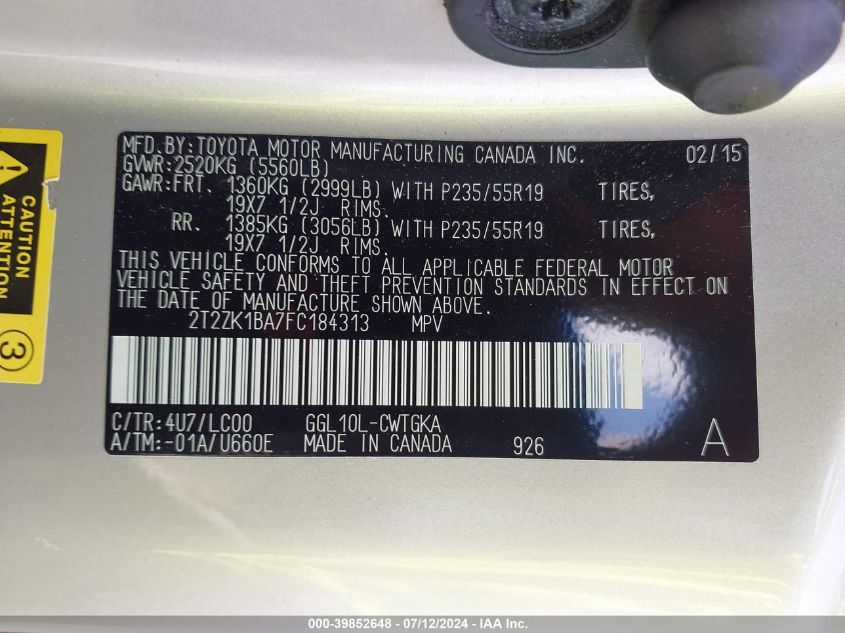 MFD.BY:TOYOTA MOTOR MANUFACTURING CANADA INC. 02/15
GVWR:2520KG (5560LB)
GAWR:FRT. 1360KG (2999LB) WITH P235/55R19 TIRES,
19X7 1/2J RIMS.
RR. 1385KG (3056LB) WITH P235/55R19 TIRES,
19X7 1/2J RIMS.
THIS VEHICLE CONFORMS TO ALL APPLICABLE FEDERAL MOTOR
VEHICLE SAFETY AND THEFT PREVENTION STANDARDS IN EFFECT ON
THE DATE OF MANUFACTURE SHOWN ABOVE.
2T2ZK1BA7FC184313 MPV
C/TR:4U7/LC00 GGL10L-CWTGKA
A/TM:-01A/U660E MADE IN CANADA 926 A
CAUTION
ATTENTION
3
000-39852648 - 07/12/2024 - IAA Inc.